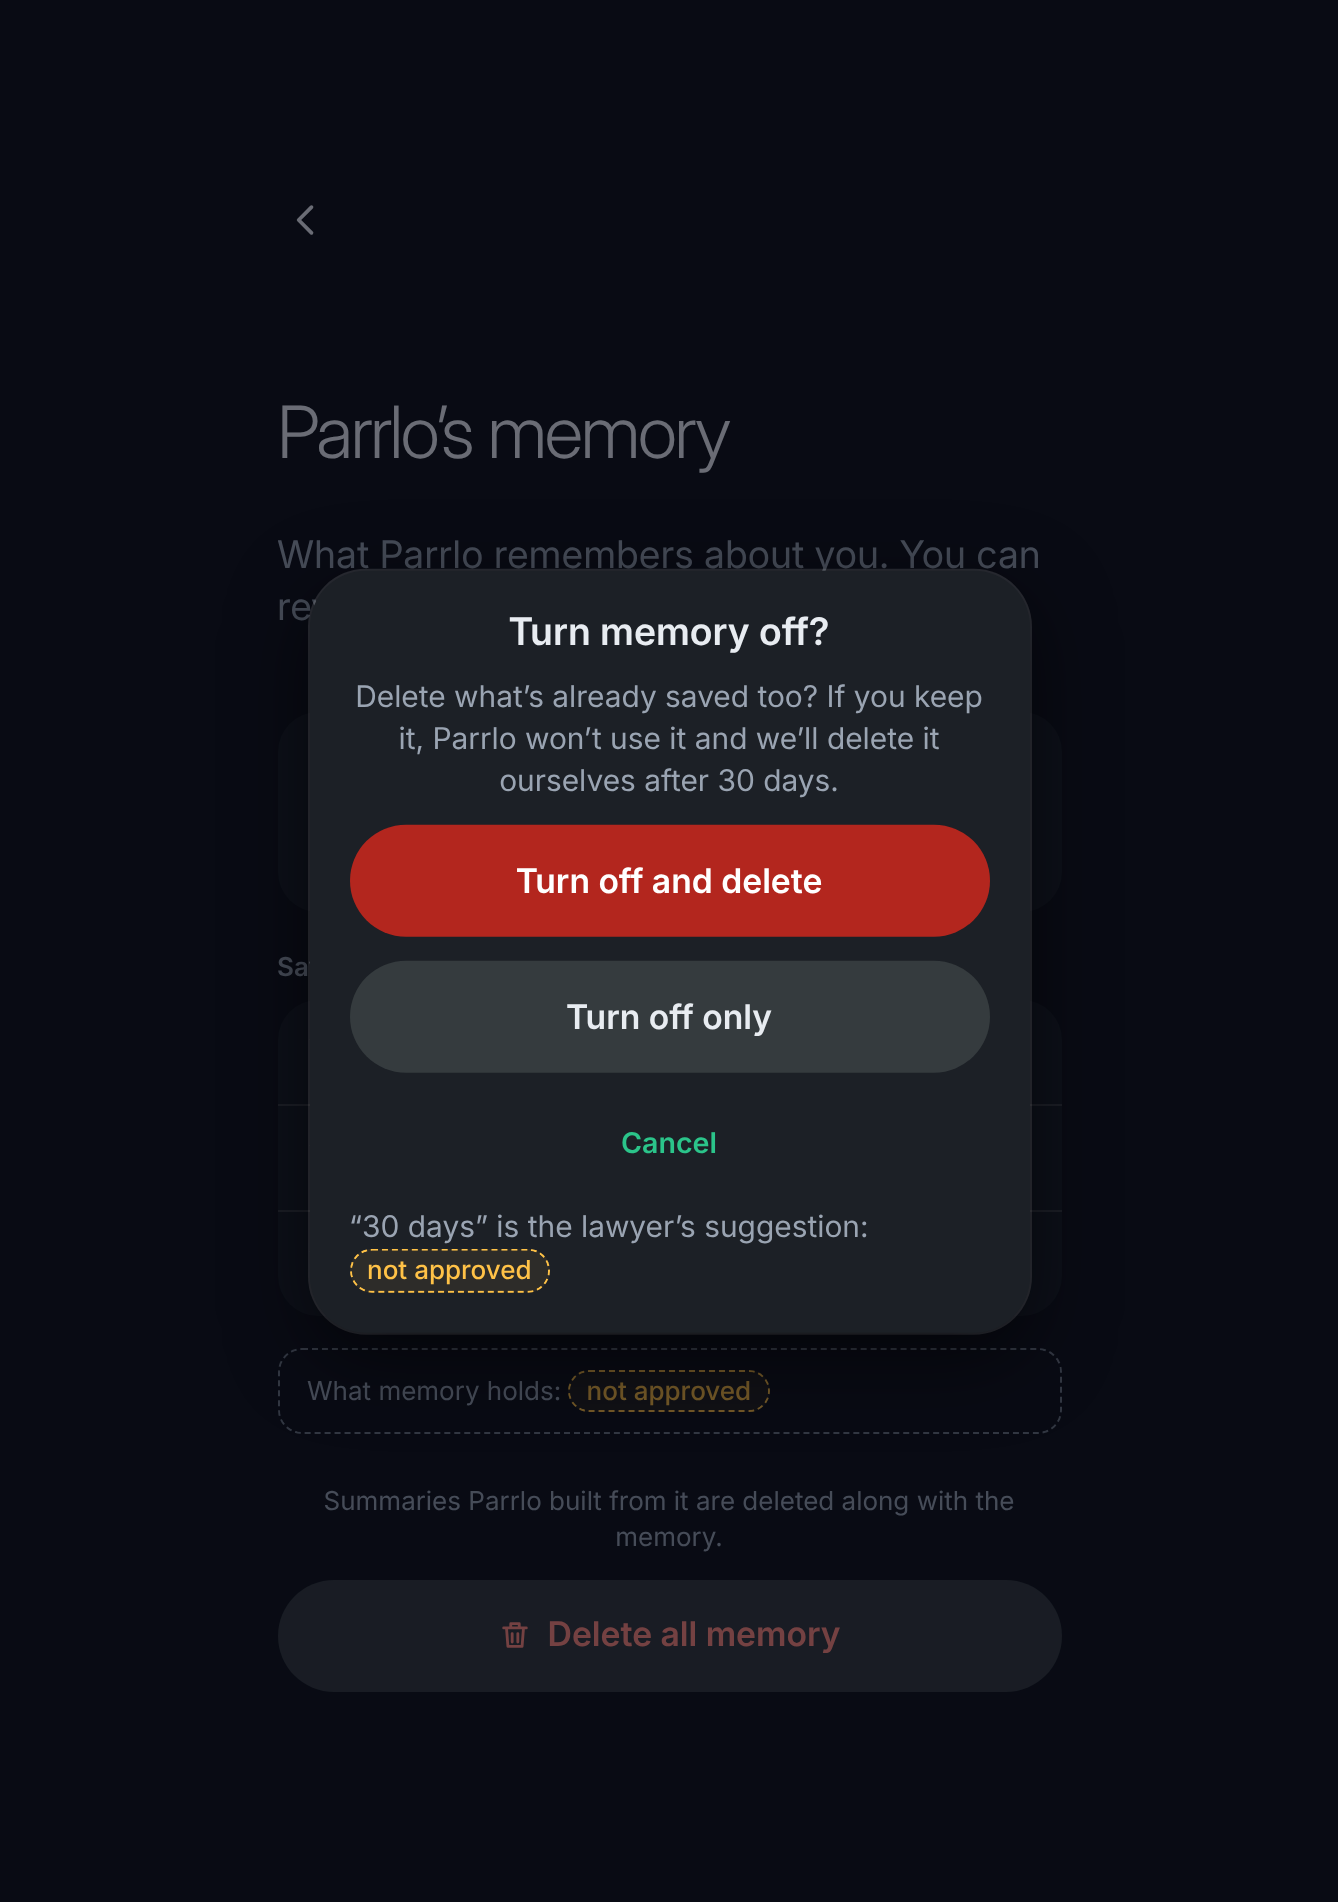 Parrlo’s memory
What Parrlo remembers about you. You can
Turn memory off?
Delete what’s already saved too? If you keep
it, Parrlo won’t use it and we’ll delete it
ourselves after 30 days.
Turn off and delete
Turn off only
Cancel
“30 days” is the lawyer’s suggestion:
not approved
What memory holds: not approved
Summaries Parrlo built from it are deleted along with the
memory.
Delete all memory